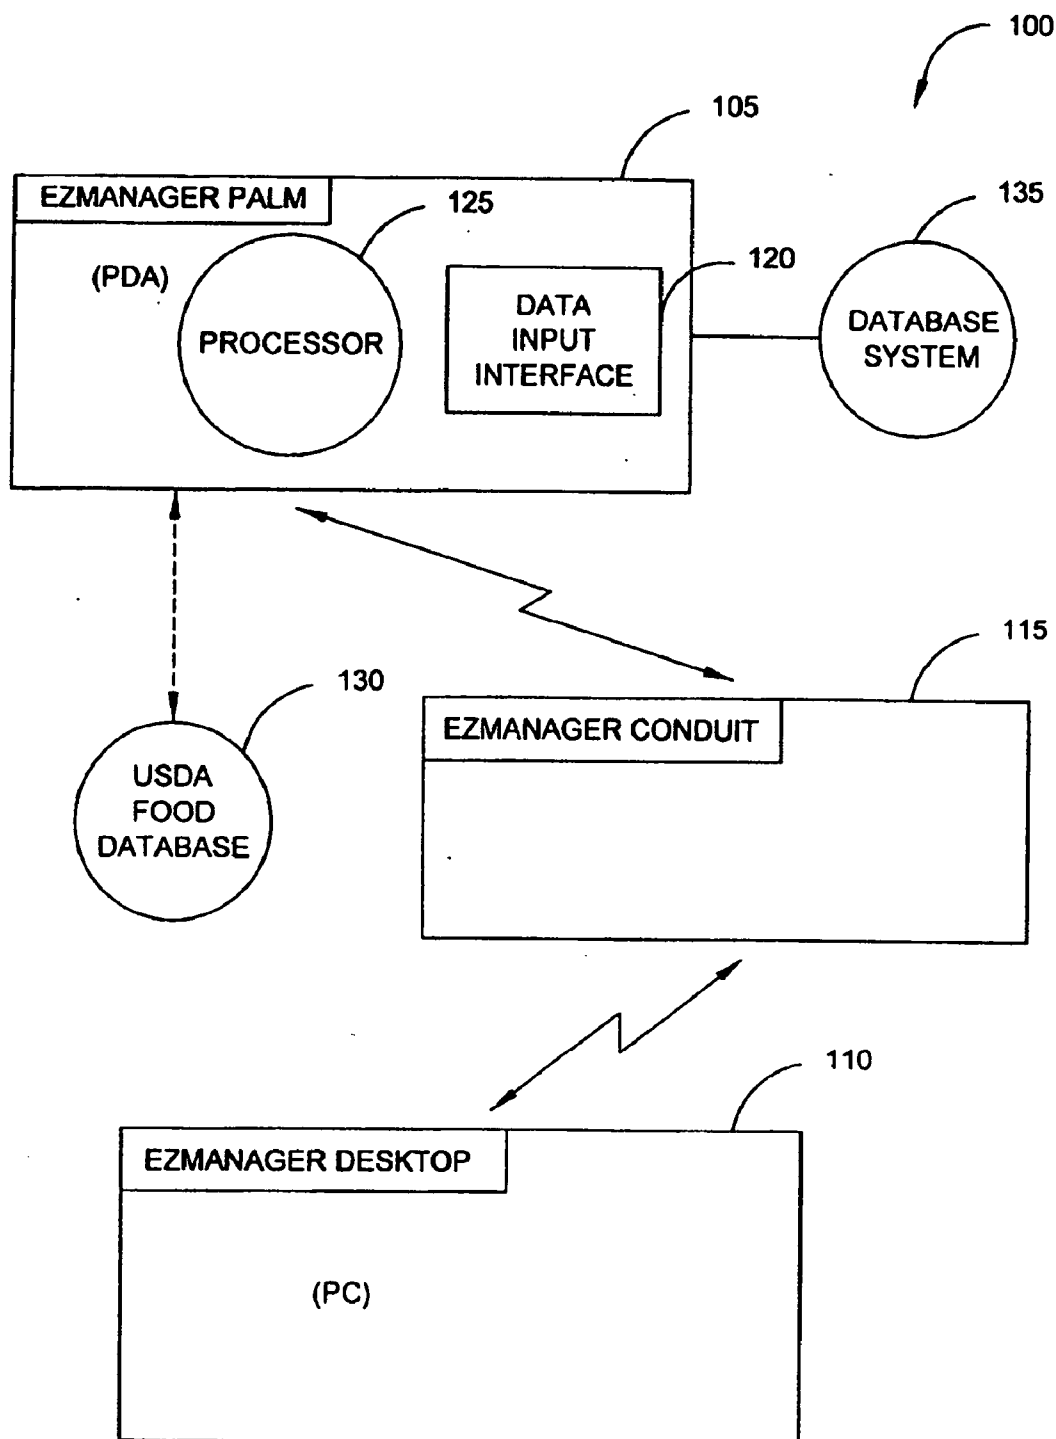 100
105
EZMANAGER PALM
125
135
(PDA)
120
PROCESSOR
DATA
INPUT
INTERFACE
DATABASE
SYSTEM
115
130
EZMANAGER CONDUIT
USDA
FOOD
DATABASE
110
EZMANAGER DESKTOP
(PC)